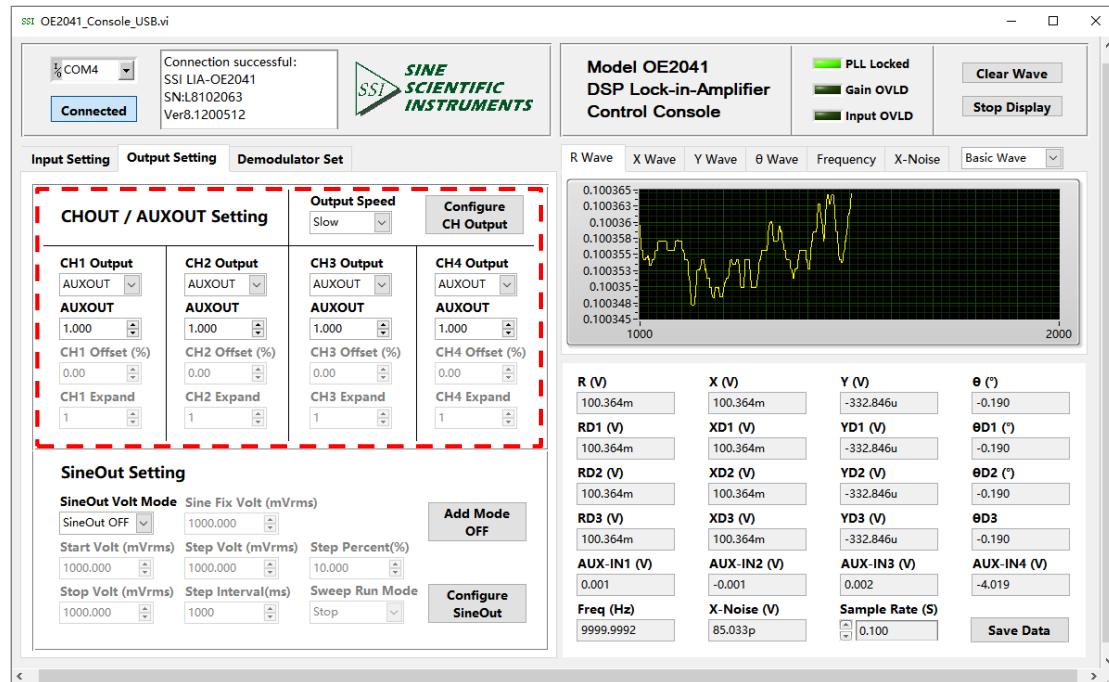 SSI OE2041_Console_USB.vi
COM4
Connected
Connection successful:
SSI LIA-OE2041
SN:L8102063
Ver8.1200512
SSI
SINE
SCIENTIFIC
INSTRUMENTS
Model OE2041
DSP Lock-in-Amplifier
Control Console
PLL Locked
Gain OVLD
Input OVLD
Clear Wave
Stop Display
Input Setting Output Setting Demodulator Set
CHOUT / AUXOUT Setting
Output Speed
Slow
Configure
CH Output
CH1 Output CH2 Output CH3 Output CH4 Output
AUXOUT AUXOUT AUXOUT AUXOUT
AUXOUT AUXOUT AUXOUT AUXOUT
1.000 1.000 1.000 1.000
CH1 Offset (%) CH2 Offset (%) CH3 Offset (%) CH4 Offset (%)
0.00 0.00 0.00 0.00
CH1 Expand CH2 Expand CH3 Expand CH4 Expand
1 1 1 1
SineOut Setting
SineOut Volt Mode Sine Fix Volt (mVrms)
SineOut OFF 1000.000
Add Mode
OFF
Start Volt (mVrms) Step Volt (mVrms) Step Percent(%)
1000.000 1000.000 10.000
Stop Volt (mVrms) Step Interval(ms) Sweep Run Mode
1000.000 1000 Stop
Configure
SineOut
R Wave X Wave Y Wave θ Wave Frequency X-Noise Basic Wave
0.100365
0.100363
0.10036
0.100358
0.100355
0.100353
0.10035
0.100348
0.100345
1000 2000
R (V) X (V) Y (V) θ (°)
100.364m 100.364m -332.846u -0.190
RD1 (V) XD1 (V) YD1 (V) θD1 (°)
100.364m 100.364m -332.846u -0.190
RD2 (V) XD2 (V) YD2 (V) θD2 (°)
100.364m 100.364m -332.846u -0.190
RD3 (V) XD3 (V) YD3 (V) θD3
100.364m 100.364m -332.846u -0.190
AUX-IN1 (V) AUX-IN2 (V) AUX-IN3 (V) AUX-IN4 (V)
0.001 -0.001 0.002 -4.019
Freq (Hz) X-Noise (V) Sample Rate (S)
9999.9992 85.033p 0.100 Save Data